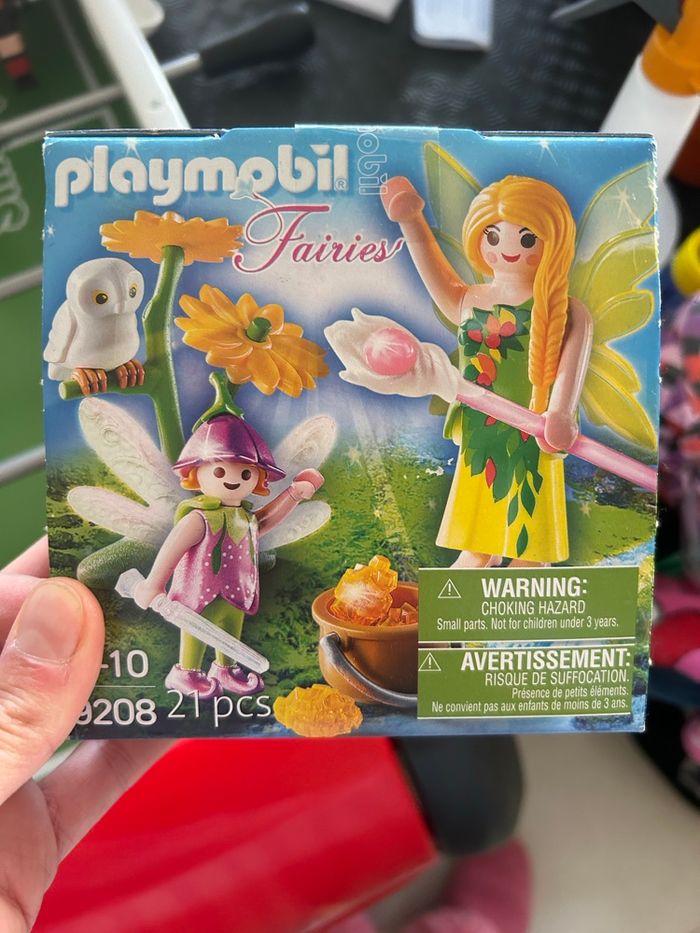 playmobil®
Fairies
-10
9208 21 pcs
WARNING:
CHOKING HAZARD
Small parts. Not for children under 3 years.
AVERTISSEMENT:
RISQUE DE SUFFOCATION.
Présence de petits éléments.
Ne convient pas aux enfants de moins de 3 ans.